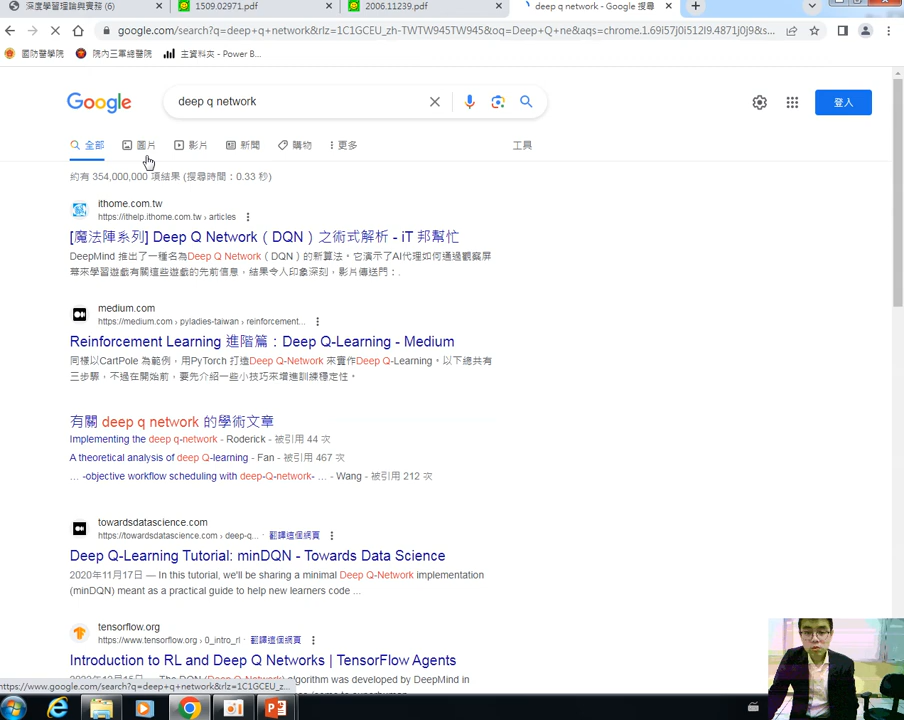 深度學習理論與實務 (6)
1509.02971.pdf
2006.11239.pdf
deep q network - Google 搜尋
google.com/search?q=deep+q+network&rlz=1C1GCEU_zh-TWTW945TW945&oq=Deep+Q+ne&aqs=chrome.1.69i57j0i512l9.4871j0j9&s...
國防醫學院
院內三軍總醫院
主資料夾 - Power B...
Google
deep q network
登入
全部
圖片
影片
新聞
購物
更多
工具
約有 354,000,000 項結果 (搜尋時間：0.33 秒)
ithome.com.tw
https://ithelp.ithome.com.tw › articles
[魔法陣系列] Deep Q Network（DQN）之術式解析 - iT 邦幫忙
DeepMind 推出了一種名為Deep Q Network（DQN）的新算法。它演示了AI代理如何通過觀察屏
幕來學習遊戲有關這些遊戲的先前信息，結果令人印象深刻，影片傳送門：.
medium.com
https://medium.com › pyladies-taiwan › reinforcement...
Reinforcement Learning 進階篇：Deep Q-Learning - Medium
同樣以CartPole 為範例，用PyTorch 打造Deep Q-Network 來實作Deep Q-Learning。以下總共有
三步驟，不過在開始前，要先介紹一些小技巧來增進訓練穩定性。
有關 deep q network 的學術文章
Implementing the deep q-network - Roderick - 被引用 44 次
A theoretical analysis of deep Q-learning - Fan - 被引用 467 次
... -objective workflow scheduling with deep-Q-network- ... - Wang - 被引用 212 次
towardsdatascience.com
https://towardsdatascience.com › deep-q... · 翻譯這個網頁
Deep Q-Learning Tutorial: minDQN - Towards Data Science
2020年11月17日 — In this tutorial, we'll be sharing a minimal Deep Q-Network implementation
(minDQN) meant as a practical guide to help new learners code ...
tensorflow.org
https://www.tensorflow.org › 0_intro_rl · 翻譯這個網頁
Introduction to RL and Deep Q Networks | TensorFlow Agents
(Deep Q-Network) algorithm was developed by DeepMind in
https://www.google.com/search?q=deep+q+network&rlz=1C1GCEU_z...